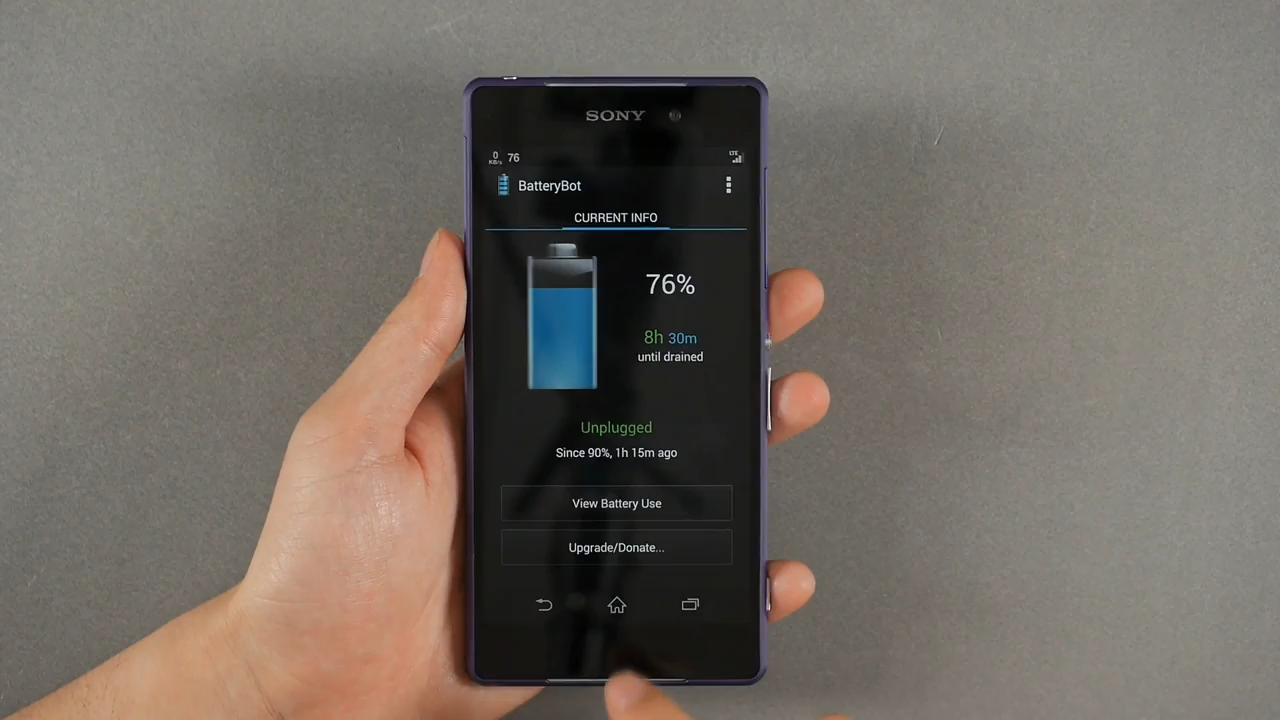 SONY
0 KB/s 76 LTE
BatteryBot
CURRENT INFO
76%
8h 30m
until drained
Unplugged
Since 90%, 1h 15m ago
View Battery Use
Upgrade/Donate...